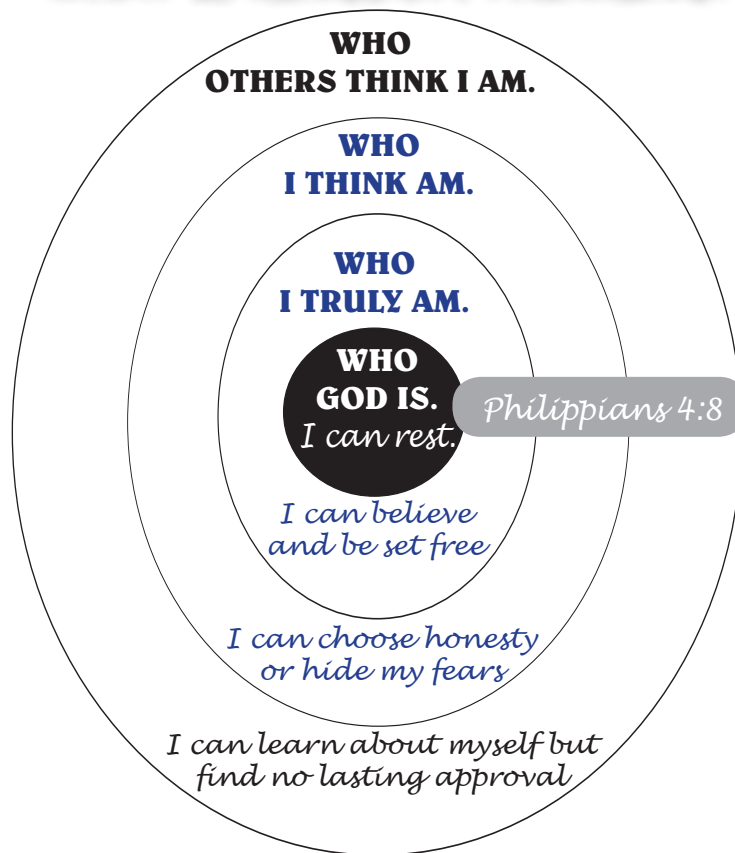 WHO
OTHERS THINK I AM.
WHO
I THINK AM.
WHO
I TRULY AM.
WHO
GOD IS.
I can rest.
Philippians 4:8
I can believe
and be set free
I can choose honesty
or hide my fears
I can learn about myself but
find no lasting approval